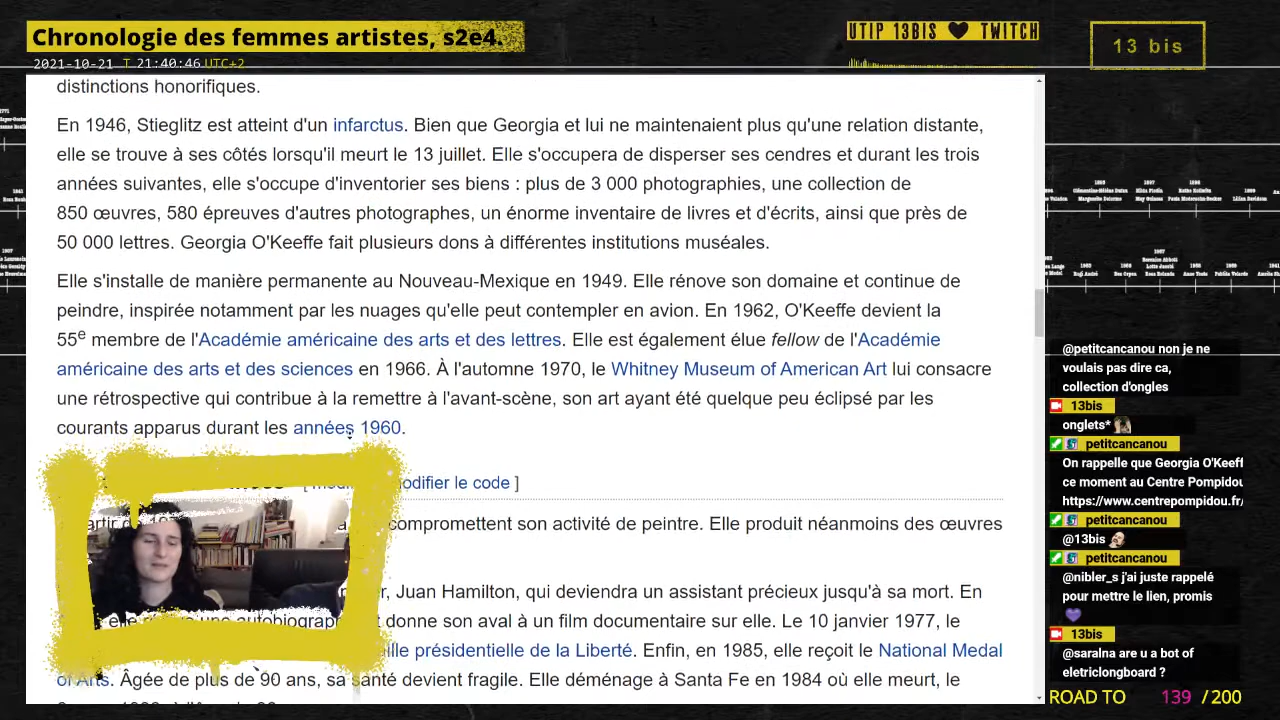 Chronologie des femmes artistes, s2e4.
UTIP 13BIS TWITCH
13 bis
2021-10-21 T 21:40:46 UTC+2
distinctions honorifiques.
En 1946, Stieglitz est atteint d'un infarctus. Bien que Georgia et lui ne maintenaient plus qu'une relation distante,
elle se trouve à ses côtés lorsqu'il meurt le 13 juillet. Elle s'occupera de disperser ses cendres et durant les trois
années suivantes, elle s'occupe d'inventorier ses biens : plus de 3 000 photographies, une collection de
850 œuvres, 580 épreuves d'autres photographes, un énorme inventaire de livres et d'écrits, ainsi que près de
50 000 lettres. Georgia O'Keeffe fait plusieurs dons à différentes institutions muséales.
Elle s'installe de manière permanente au Nouveau-Mexique en 1949. Elle rénove son domaine et continue de
peindre, inspirée notamment par les nuages qu'elle peut contempler en avion. En 1962, O'Keeffe devient la
55e membre de l'Académie américaine des arts et des lettres. Elle est également élue fellow de l'Académie
américaine des arts et des sciences en 1966. À l'automne 1970, le Whitney Museum of American Art lui consacre
une rétrospective qui contribue à la remettre à l'avant-scène, son art ayant été quelque peu éclipsé par les
courants apparus durant les années 1960.
odifier le code ]
compromettent son activité de peintre. Elle produit néanmoins des œuvres
r, Juan Hamilton, qui deviendra un assistant précieux jusqu'à sa mort. En
donne son aval à un film documentaire sur elle. Le 10 janvier 1977, le
ille présidentielle de la Liberté. Enfin, en 1985, elle reçoit le National Medal
of Arts. Âgée de plus de 90 ans, sa santé devient fragile. Elle déménage à Santa Fe en 1984 où elle meurt, le
@petitcancanou non je ne
voulais pas dire ca,
collection d'ongles
13bis
onglets*
petitcancanou
On rappelle que Georgia O'Keeff
ce moment au Centre Pompidou
https://www.centrepompidou.fr/
petitcancanou
@13bis
petitcancanou
@nibler_s j'ai juste rappelé
pour mettre le lien, promis
13bis
@saralna are u a bot of
eletriclongboard ?
ROAD TO 139 / 200